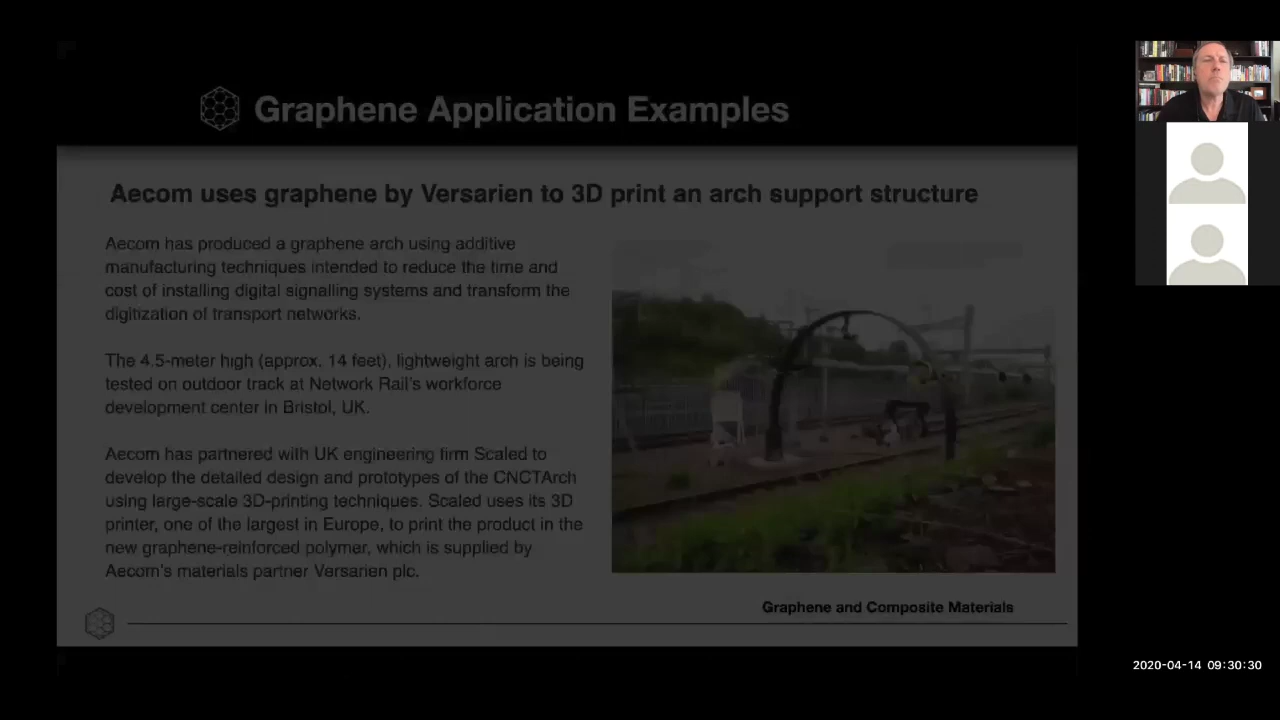 Graphene Application Examples
Aecom uses graphene by Versarien to 3D print an arch support structure
Aecom has produced a graphene arch using additive
manufacturing techniques intended to reduce the time and
cost of installing digital signalling systems and transform the
digitization of transport networks.
The 4.5-meter high (approx. 14 feet), lightweight arch is being
tested on outdoor track at Network Rail's workforce
development center in Bristol, UK.
Aecom has partnered with UK engineering firm Scaled to
develop the detailed design and prototypes of the CNCTArch
using large-scale 3D-printing techniques. Scaled uses its 3D
printer, one of the largest in Europe, to print the product in the
new graphene-reinforced polymer, which is supplied by
Aecom's materials partner Versarien plc.
Graphene and Composite Materials
2020-04-14 09:30:30